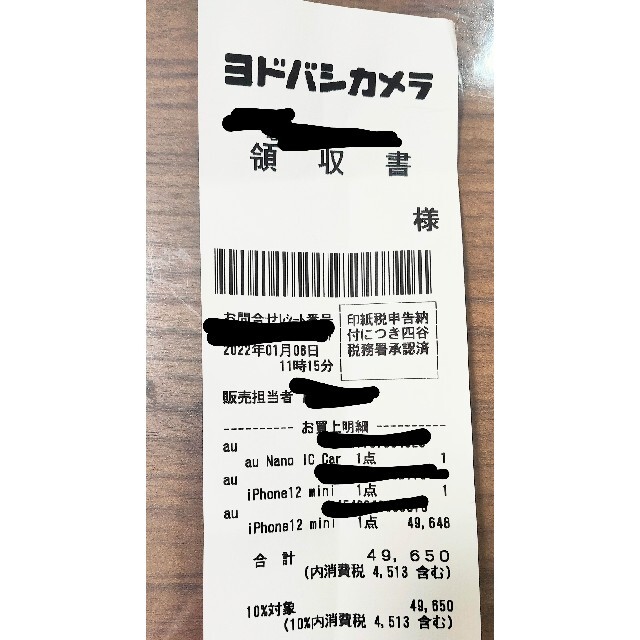 ヨドバシカメラ
領収書
様
お問合せレシート番号
印紙税申告納
付につき四谷
税務署承認済
2022年01月08日
11時15分
販売担当者
お買上明細
au
au Nano IC Car 1点 1
au
iPhone12 mini 1点 1
au
iPhone12 mini 1点 49,648
合計 49,650
(内消費税 4,513 含む)
10%対象 49,650
(10%内消費税 4,513 含む)